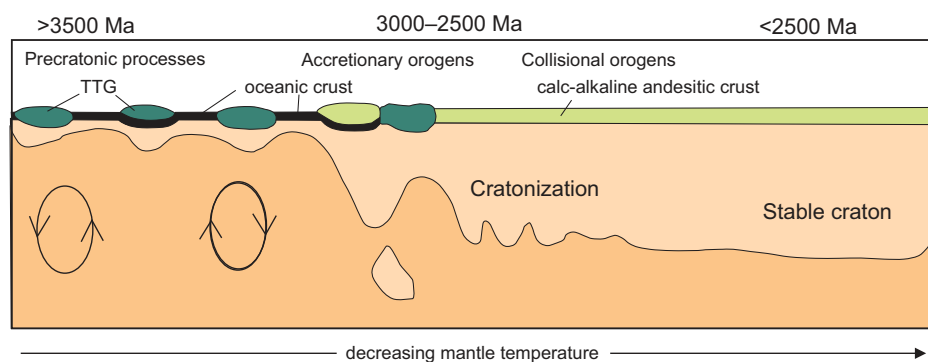 >3500 Ma
3000–2500 Ma
<2500 Ma
Precratonic processes
Accretionary orogens
Collisional orogens
TTG
oceanic crust
calc-alkaline andesitic crust
Cratonization
Stable craton
decreasing mantle temperature